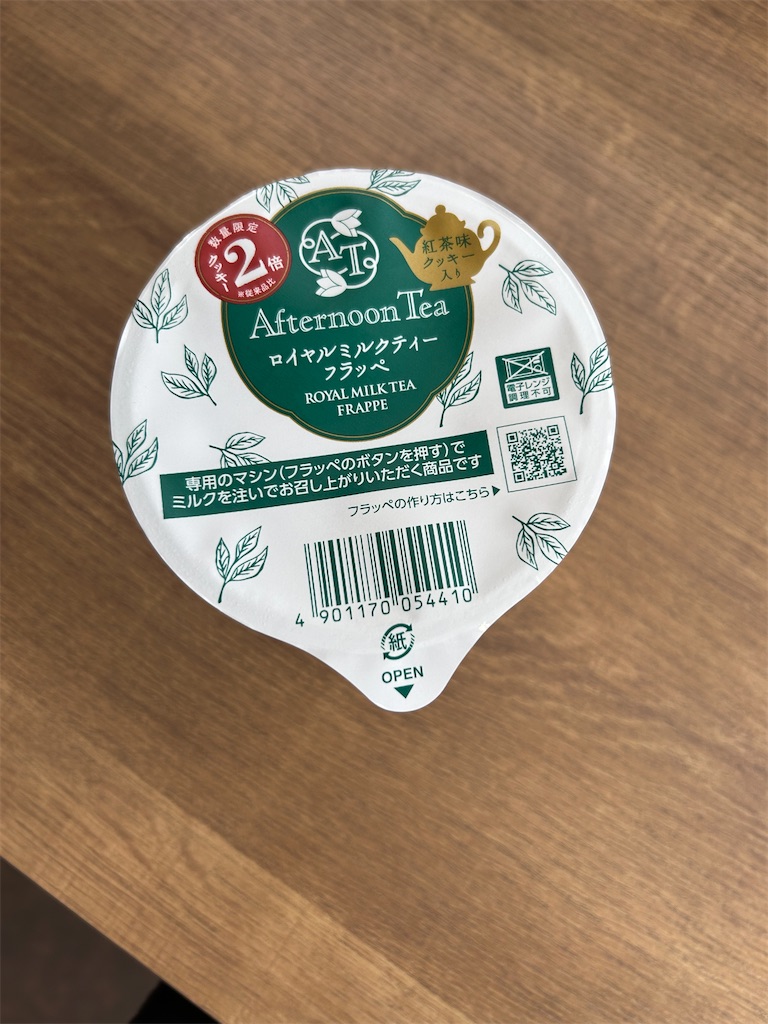 数量限定
クッキー
2倍
※従来品比
AT
紅茶味
クッキー
入り
Afternoon Tea
ロイヤルミルクティー
フラッペ
ROYAL MILK TEA
FRAPPE
電子レンジ
調理不可
専用のマシン(フラッペのボタンを押す)で
ミルクを注いでお召し上がりいただく商品です
フラッペの作り方はこちら▶
4 901170 054410
紙
OPEN